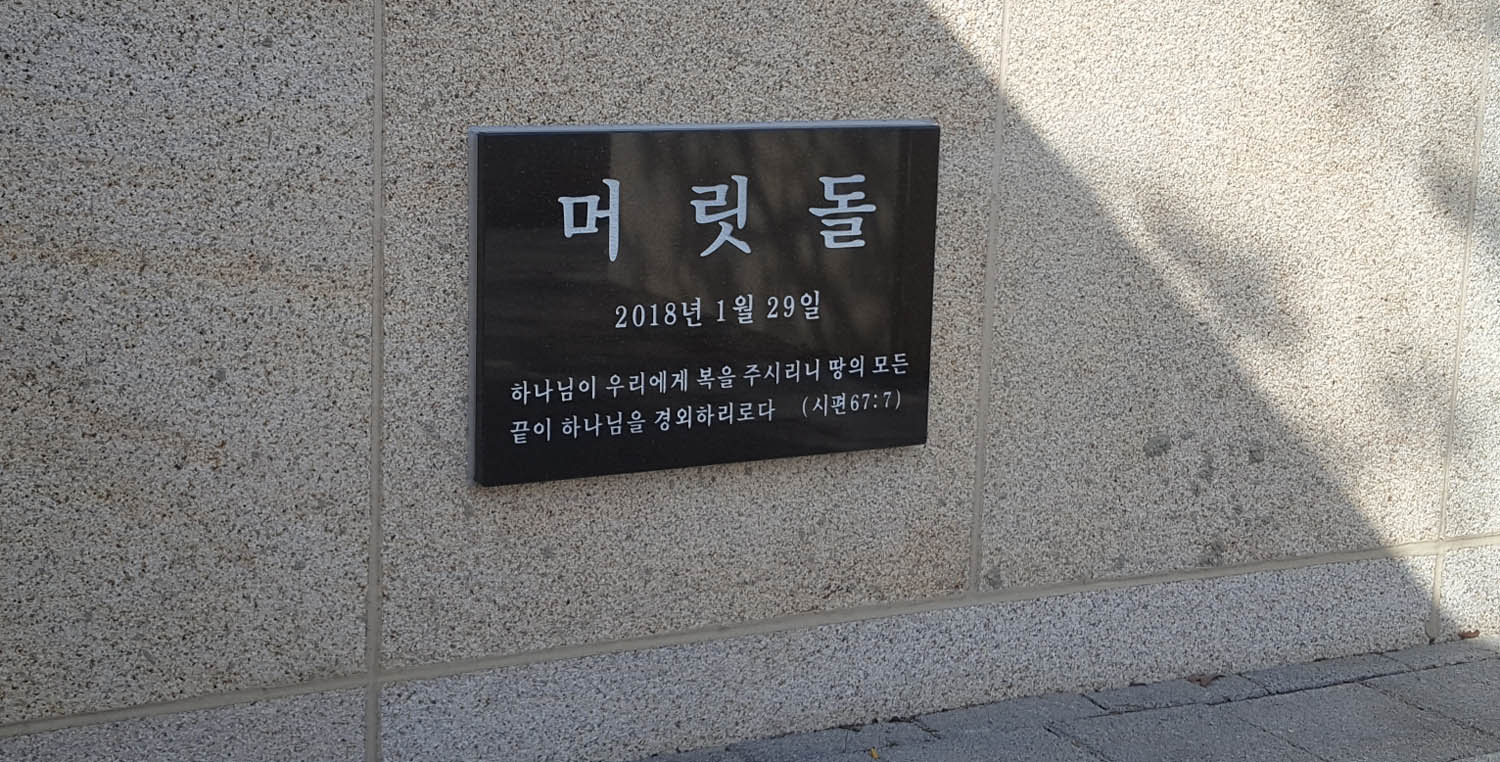 머릿돌
2018년 1월 29일
하나님이 우리에게 복을 주시리니 땅의 모든
끝이 하나님을 경외하리로다 (시편67:7)